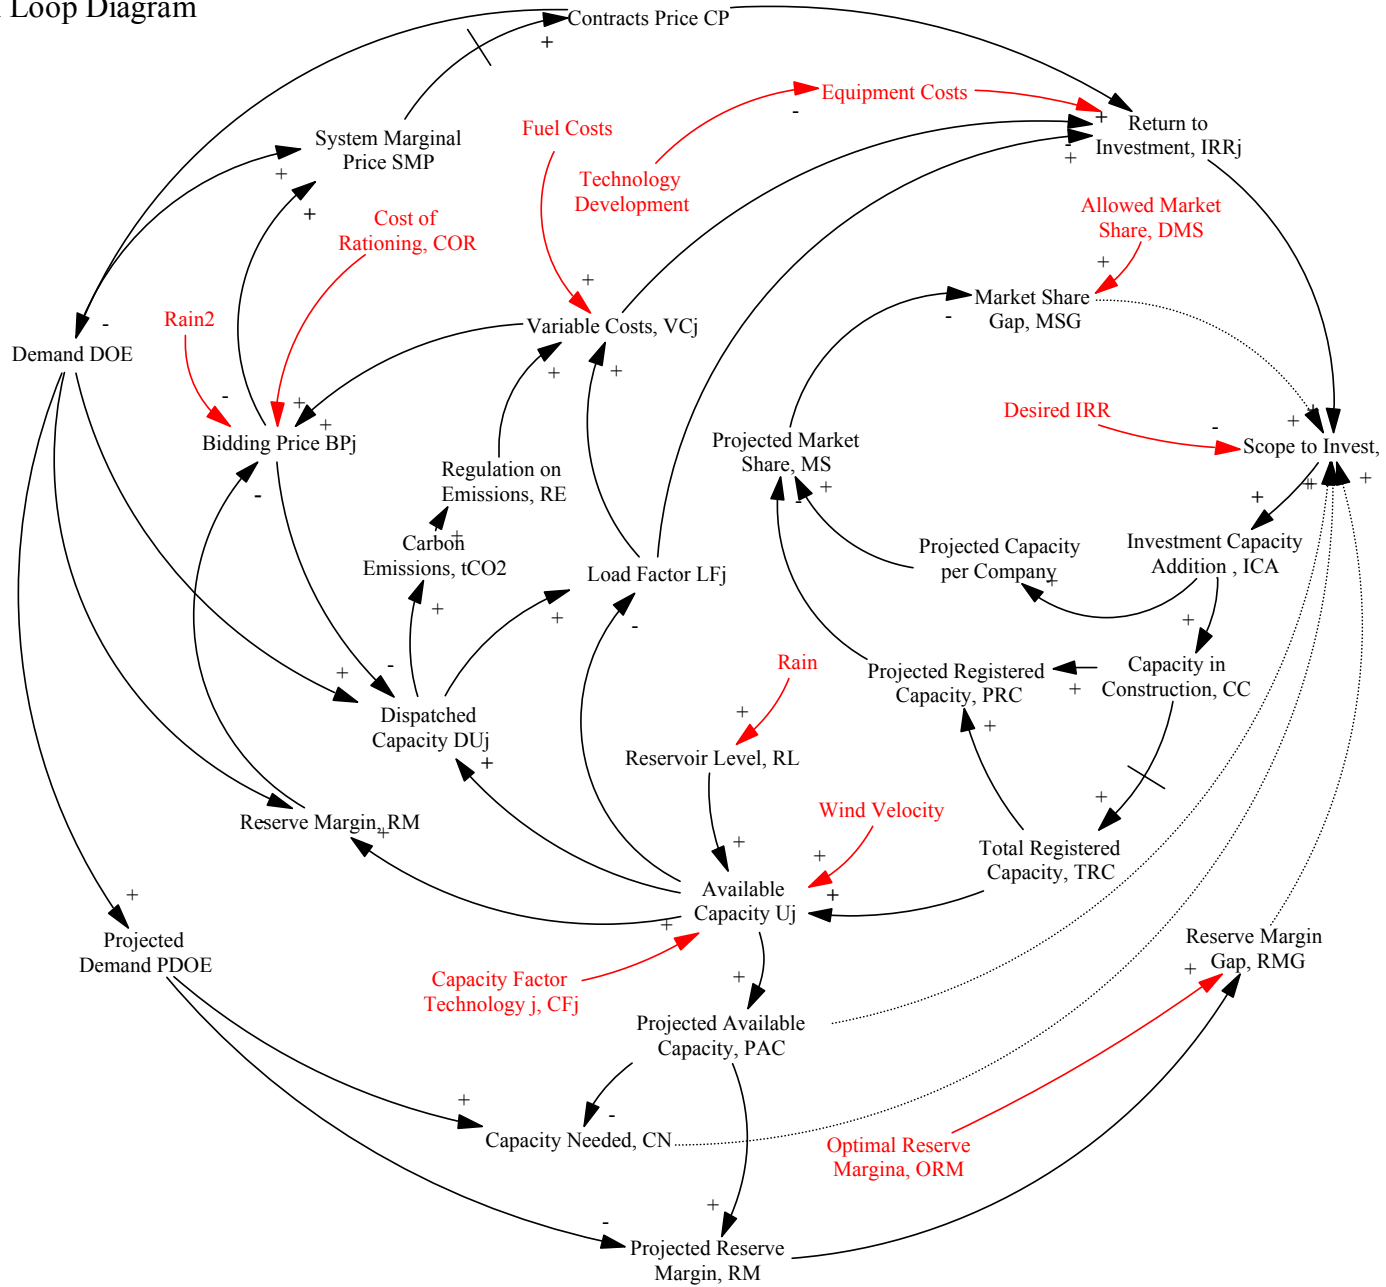 Loop Diagram
Contracts Price CP
Equipment Costs
Fuel Costs
System Marginal
Price SMP
Return to
Investment, IRRj
Technology
Development
Cost of
Rationing, COR
Allowed Market
Share, DMS
Rain2
Market Share
Gap, MSG
Variable Costs, VCj
Demand DOE
Desired IRR
Bidding Price BPj
Projected Market
Share, MS
Scope to Invest,
Regulation on
Emissions, RE
Carbon
Emissions, tCO2
Load Factor LFj
Projected Capacity
per Company
Investment Capacity
Addition , ICA
Rain
Projected Registered
Capacity, PRC
Capacity in
Construction, CC
Dispatched
Capacity DUj
Reservoir Level, RL
Reserve Margin, RM
Wind Velocity
Total Registered
Capacity, TRC
Available
Capacity Uj
Projected
Demand PDOE
Reserve Margin
Gap, RMG
Capacity Factor
Technology j, CFj
Projected Available
Capacity, PAC
Capacity Needed, CN
Optimal Reserve
Margina, ORM
Projected Reserve
Margin, RM